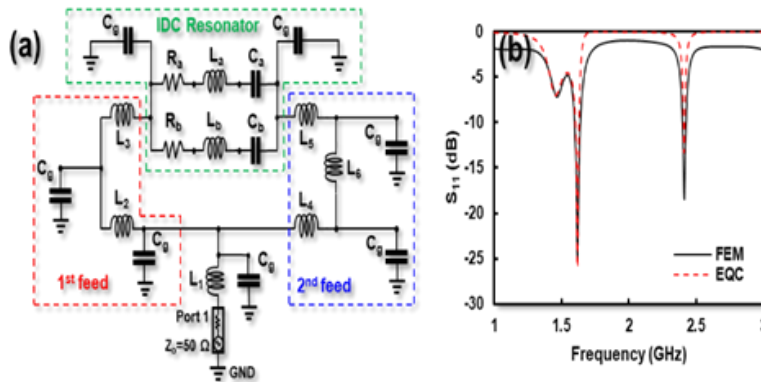 (a)
IDC Resonator
Cg
Cg
Ra
La
Ca
Rb
Lb
Cb
L3
L5
Cg
Cg
L6
L2
L4
Cg
Cg
1st feed
L1
Cg
2nd feed
Port 1
Z0=50 Ω
GND
(b)
0
-5
-10
-15
-20
-25
-30
S11 (dB)
FEM
EQC
1
1.5
2
2.5
3
Frequency (GHz)